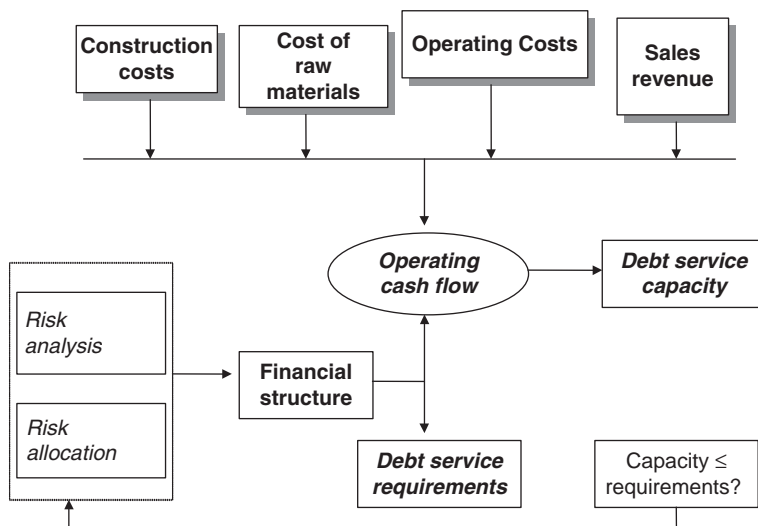 Construction
costs
Cost of
raw
materials
Operating Costs
Sales
revenue
Operating
cash flow
Debt service
capacity
Risk
analysis
Financial
structure
Risk
allocation
Debt service
requirements
Capacity ≤
requirements?